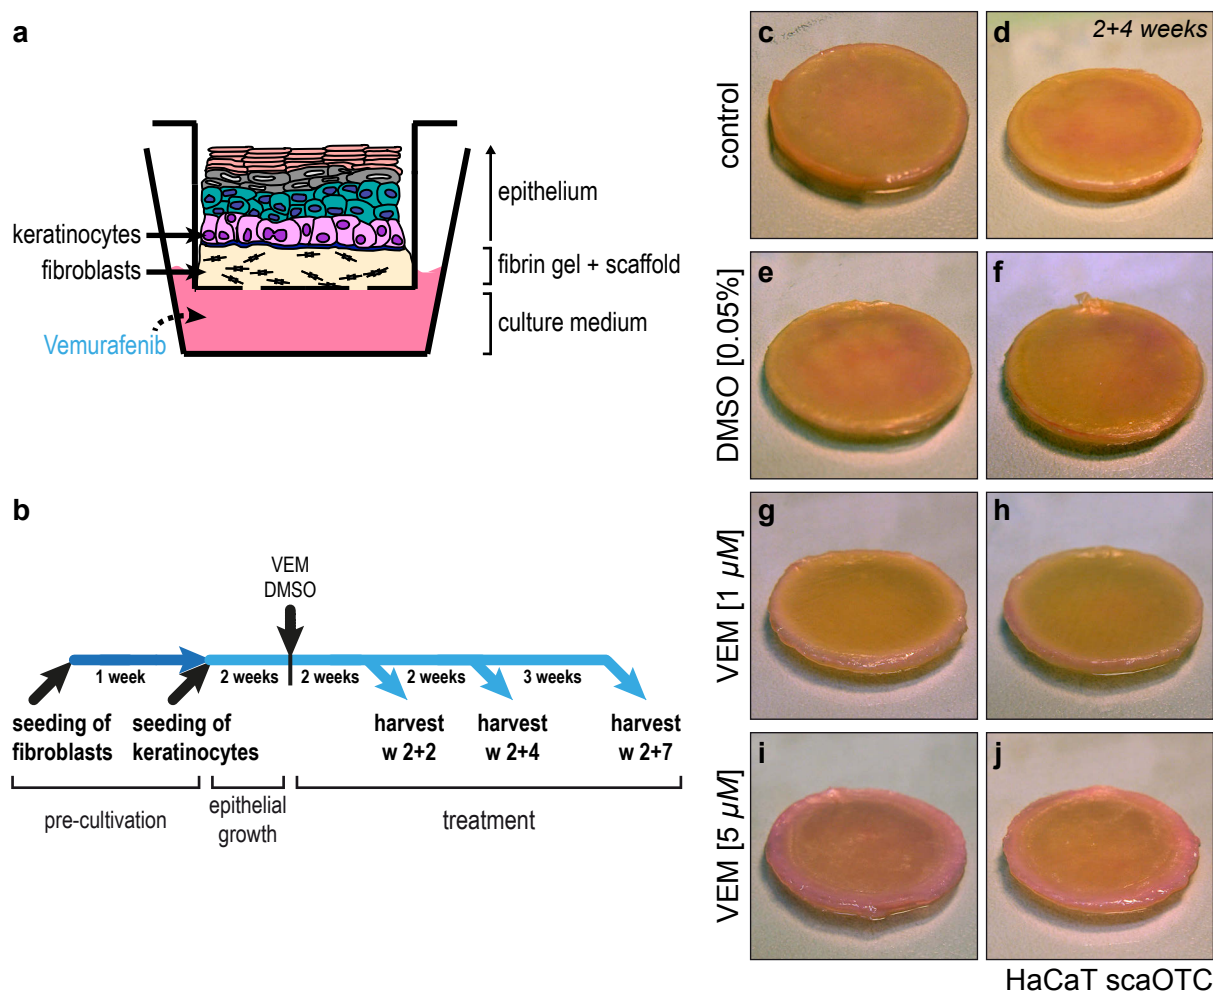 a
keratinocytes
fibroblasts
Vemurafenib
epithelium
fibrin gel + scaffold
culture medium
b
VEM
DMSO
1 week
2 weeks
2 weeks
2 weeks
3 weeks
seeding of
fibroblasts
seeding of
keratinocytes
harvest
w 2+2
harvest
w 2+4
harvest
w 2+7
pre-cultivation
epithelial
growth
treatment
control
c
d
2+4 weeks
DMSO [0.05%]
e
f
VEM [1 µM]
g
h
VEM [5 µM]
i
j
HaCaT scaOTC